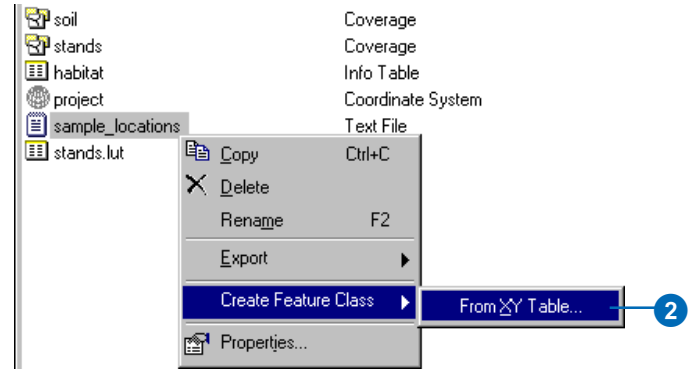 soil Coverage
stands Coverage
habitat Info Table
project Coordinate System
sample_locations Text File
stands.lut
Copy Ctrl+C
Delete
Rename F2
Export
Create Feature Class
From XY Table...
2
Properties...